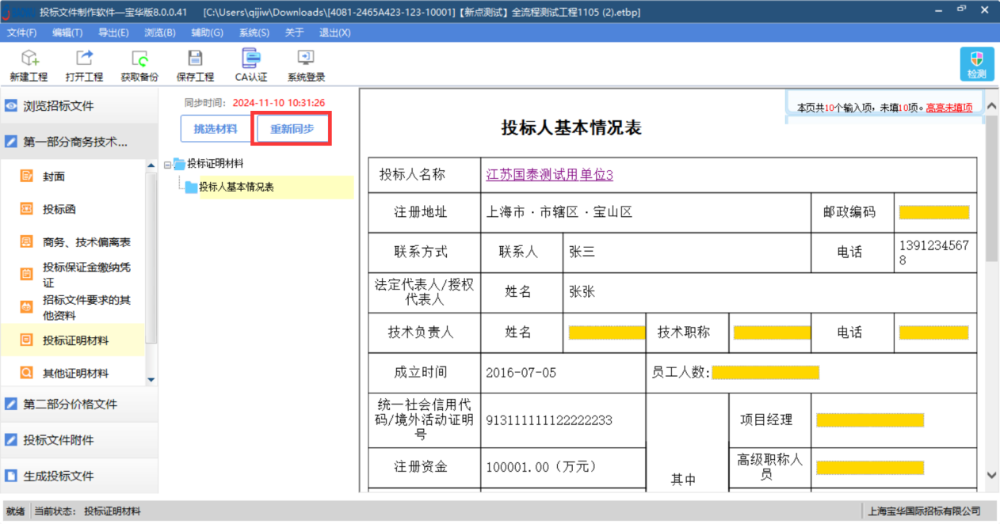 投标文件制作软件—宝华版8.0.0.41 [C:\Users\qijiw\Downloads\[4081-2465A423-123-10001]【新点测试】全流程测试工程1105 (2).etbp]
文件(F) 编辑(T) 导出(E) 浏览(B) 辅助(G) 系统(S) 关于 退出(X)
新建工程 打开工程 获取备份 保存工程 CA认证 系统登录 检测
浏览招标文件
第一部分商务技术...
封面
投标函
商务、技术偏离表
投标保证金缴纳凭
证
招标文件要求的其
他资料
投标证明材料
其他证明材料
第二部分价格文件
投标文件附件
生成投标文件
同步时间: 2024-11-10 10:31:26
挑选材料 重新同步
投标证明材料
投标人基本情况表
本页共10个输入项，未填10项。高亮未填项
投标人基本情况表
投标人名称 江苏国泰测试用单位3
注册地址 上海市·市辖区·宝山区 邮政编码
联系方式 联系人 张三 电话 1391234567
8
法定代表人/授权
代表人 姓名 张张
技术负责人 姓名 技术职称 电话
成立时间 2016-07-05 员工人数:
统一社会信用代
码/境外活动证明
号 913111111122222233 项目经理
注册资金 100001.00（万元） 其中 高级职称人
员
就绪 当前状态: 投标证明材料 上海宝华国际招标有限公司